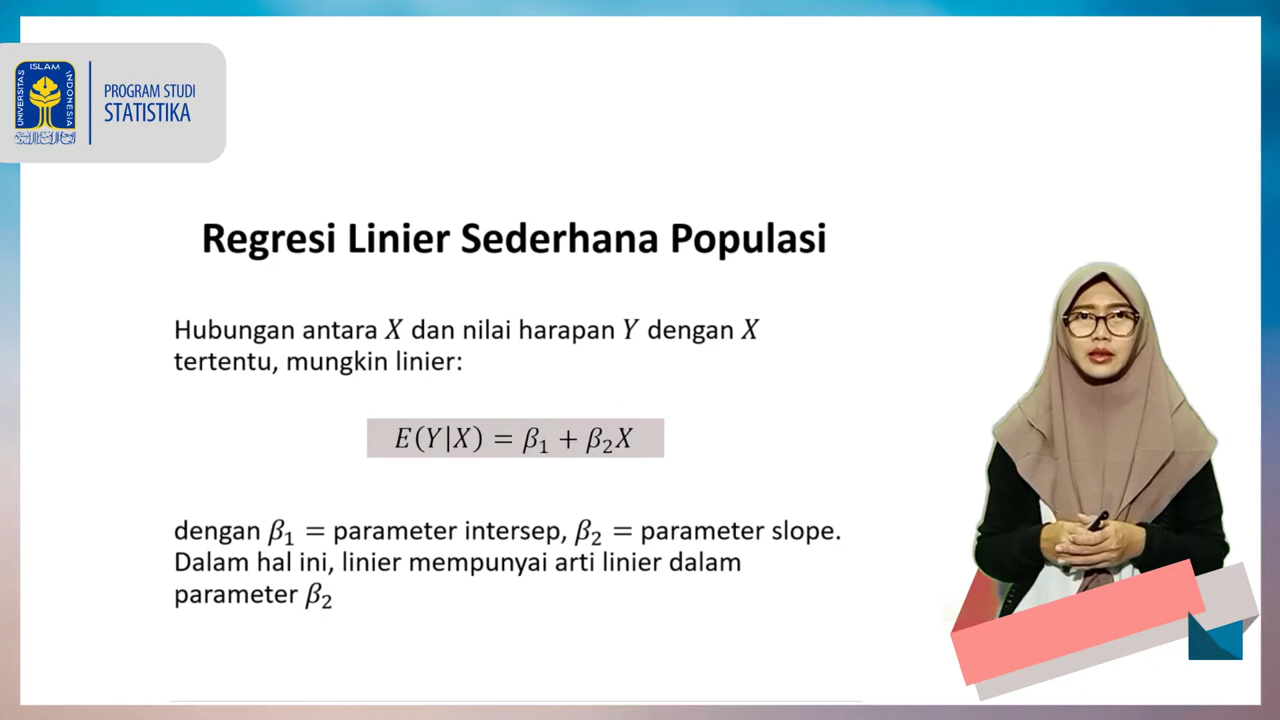 UNIVERSITAS ISLAM INDONESIA
PROGRAM STUDI
STATISTIKA
Regresi Linier Sederhana Populasi
Hubungan antara X dan nilai harapan Y dengan X
tertentu, mungkin linier:
E(Y|X) = β₁ + β₂X
dengan β₁ = parameter intersep, β₂ = parameter slope.
Dalam hal ini, linier mempunyai arti linier dalam
parameter β₂